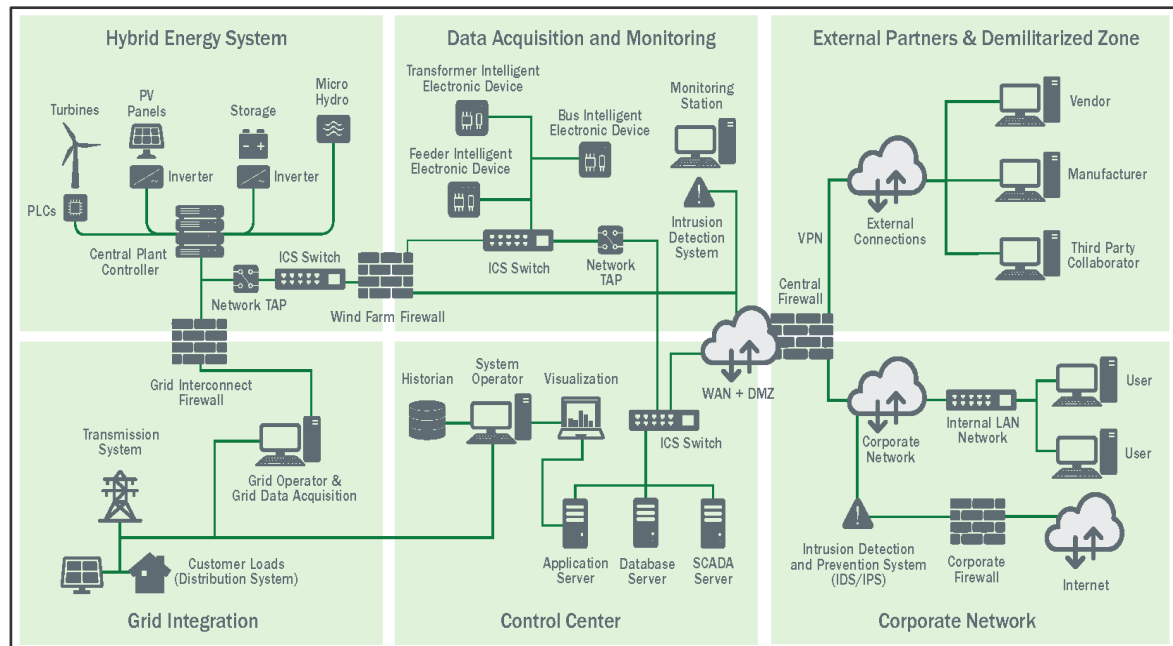 Hybrid Energy System
Turbines
PV
Panels
Storage
Micro
Hydro
Inverter
Inverter
PLCs
Central Plant
Controller
ICS Switch
Network TAP
Data Acquisition and Monitoring
Transformer Intelligent
Electronic Device
Bus Intelligent
Electronic Device
Feeder Intelligent
Electronic Device
Monitoring
Station
Intrusion
Detection
System
ICS Switch
Network
TAP
Wind Farm Firewall
External Partners & Demilitarized Zone
Vendor
Manufacturer
Third Party
Collaborator
External
Connections
VPN
Central
Firewall
WAN + DMZ
Grid Interconnect
Firewall
Transmission
System
Grid Operator &
Grid Data Acquisition
Customer Loads
(Distribution System)
Grid Integration
Historian
System
Operator
Visualization
ICS Switch
Application
Server
Database
Server
SCADA
Server
Control Center
Corporate
Network
Internal LAN
Network
User
User
Intrusion Detection
and Prevention System
(IDS/IPS)
Corporate
Firewall
Internet
Corporate Network